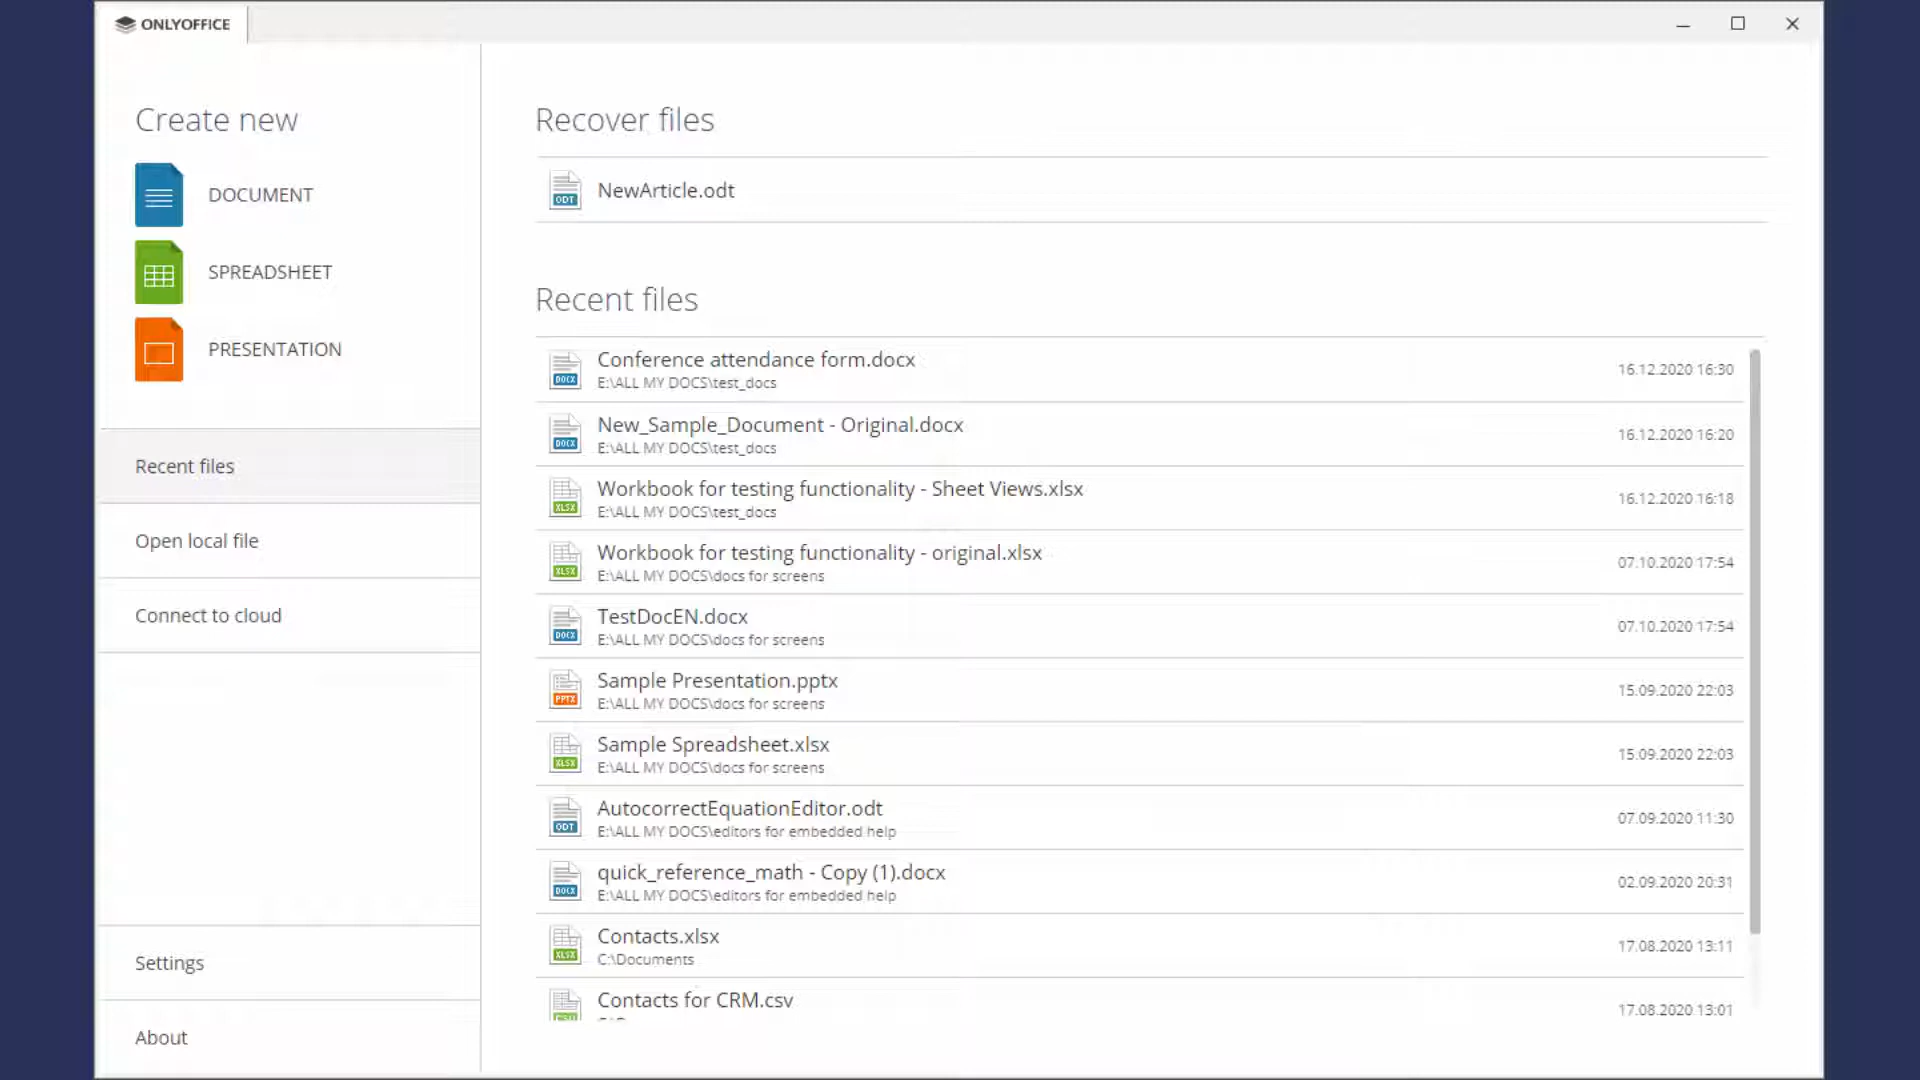 ONLYOFFICE
Create new
DOCUMENT
SPREADSHEET
PRESENTATION
Recent files
Open local file
Connect to cloud
Settings
About
Recover files
ODT
NewArticle.odt
Recent files
DOCX
Conference attendance form.docx
E:\ALL MY DOCS\test_docs
16.12.2020 16:30
DOCX
New_Sample_Document - Original.docx
E:\ALL MY DOCS\test_docs
16.12.2020 16:20
XLSX
Workbook for testing functionality - Sheet Views.xlsx
E:\ALL MY DOCS\test_docs
16.12.2020 16:18
XLSX
Workbook for testing functionality - original.xlsx
E:\ALL MY DOCS\docs for screens
07.10.2020 17:54
DOCX
TestDocEN.docx
E:\ALL MY DOCS\docs for screens
07.10.2020 17:54
PPTX
Sample Presentation.pptx
E:\ALL MY DOCS\docs for screens
15.09.2020 22:03
XLSX
Sample Spreadsheet.xlsx
E:\ALL MY DOCS\docs for screens
15.09.2020 22:03
ODT
AutocorrectEquationEditor.odt
E:\ALL MY DOCS\editors for embedded help
07.09.2020 11:30
DOCX
quick_reference_math - Copy (1).docx
E:\ALL MY DOCS\editors for embedded help
02.09.2020 20:31
XLSX
Contacts.xlsx
C:\Documents
17.08.2020 13:11
CSV
Contacts for CRM.csv
17.08.2020 13:01